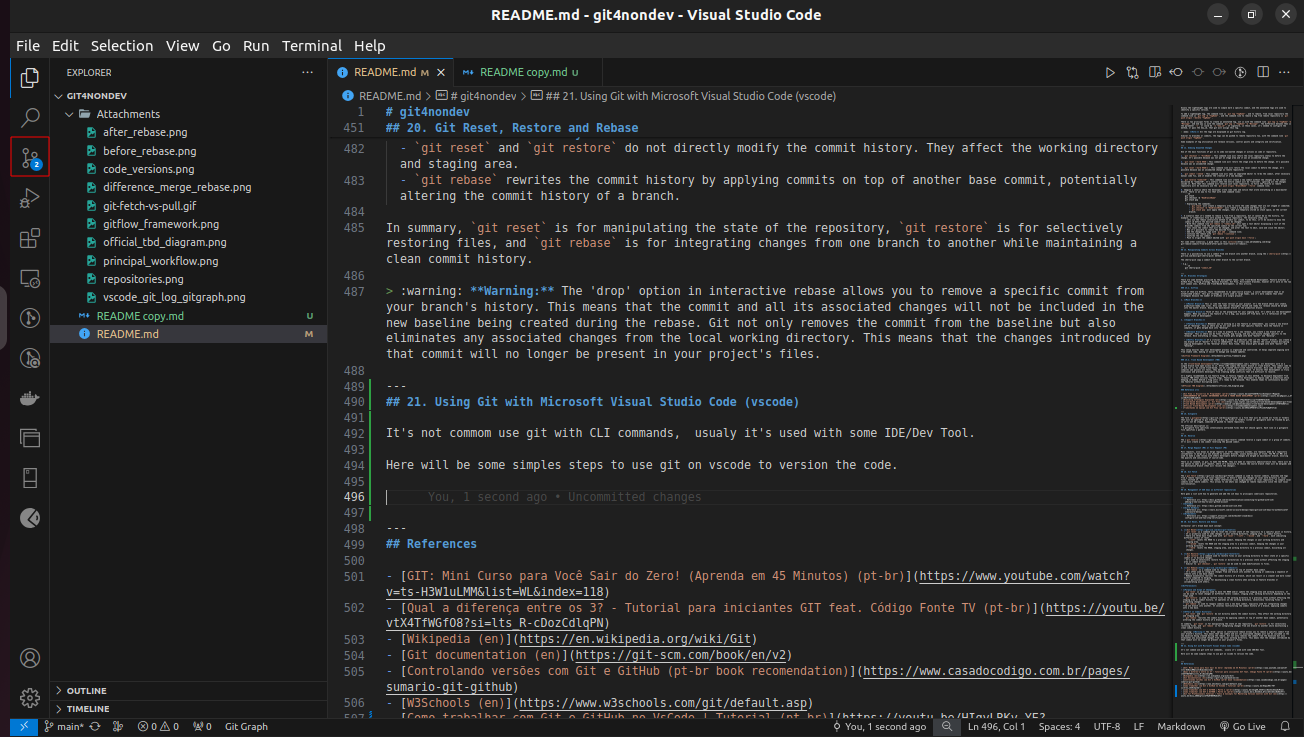 README.md - git4nondev - Visual Studio Code
File Edit Selection View Go Run Terminal Help
EXPLORER
GIT4NONDEV
Attachments
after_rebase.png
before_rebase.png
code_versions.png
difference_merge_rebase.png
git-fetch-vs-pull.gif
gitflow_framework.png
official_tbd_diagram.png
principal_workflow.png
repositories.png
vscode_git_log_gitgraph.png
README copy.md U
README.md M
OUTLINE
TIMELINE
2
README.md M
README copy.md U
README.md > # git4nondev > ## 21. Using Git with Microsoft Visual Studio Code (vscode)
1 # git4nondev
451 ## 20. Git Reset, Restore and Rebase
482 - `git reset` and `git restore` do not directly modify the commit history. They affect the working directory
and staging area.
483 - `git rebase` rewrites the commit history by applying commits on top of another base commit, potentially
altering the commit history of a branch.
484
485 In summary, `git reset` is for manipulating the state of the repository, `git restore` is for selectively
restoring files, and `git rebase` is for integrating changes from one branch to another while maintaining a
clean commit history.
486
487 > :warning: **Warning:** The 'drop' option in interactive rebase allows you to remove a specific commit from
your branch's history. This means that the commit and all its associated changes will not be included in the
new baseline being created during the rebase. Git not only removes the commit from the baseline but also
eliminates any associated changes from the local working directory. This means that the changes introduced by
that commit will no longer be present in your project's files.
488
489 ---
490 ## 21. Using Git with Microsoft Visual Studio Code (vscode)
491
492 It's not commom use git with CLI commands,  usualy it's used with some IDE/Dev Tool.
493
494 Here will be some simples steps to use git on vscode to version the code.
495
496 You, 1 second ago • Uncommitted changes
497
498 ---
499 ## References
500
501 - [GIT: Mini Curso para Você Sair do Zero! (Aprenda em 45 Minutos) (pt-br)](https://www.youtube.com/watch?
v=ts-H3W1uLMM&list=WL&index=118)
502 - [Qual a diferença entre os 3? - Tutorial para iniciantes GIT feat. Código Fonte TV (pt-br)](https://youtu.be/
vtX4TfWGfO8?si=lts_R-cDozCdlqPN)
503 - [Wikipedia (en)](https://en.wikipedia.org/wiki/Git)
504 - [Git documentation (en)](https://git-scm.com/book/en/v2)
505 - [Controlando versões com Git e GitHub (pt-br book recomendation)](https://www.casadocodigo.com.br/pages/
sumario-git-github)
506 - [W3Schools (en)](https://www.w3schools.com/git/default.asp)
main* 0 0 0 Git Graph You, 1 second ago Ln 496, Col 1 Spaces: 4 UTF-8 LF Markdown Go Live